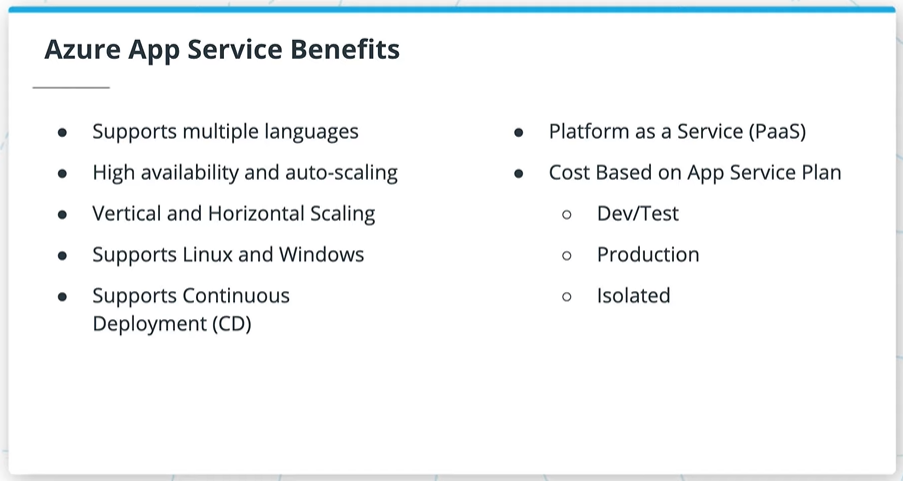 Azure App Service Benefits
● Supports multiple languages
● High availability and auto-scaling
● Vertical and Horizontal Scaling
● Supports Linux and Windows
● Supports Continuous
Deployment (CD)
● Platform as a Service (PaaS)
● Cost Based on App Service Plan
○ Dev/Test
○ Production
○ Isolated